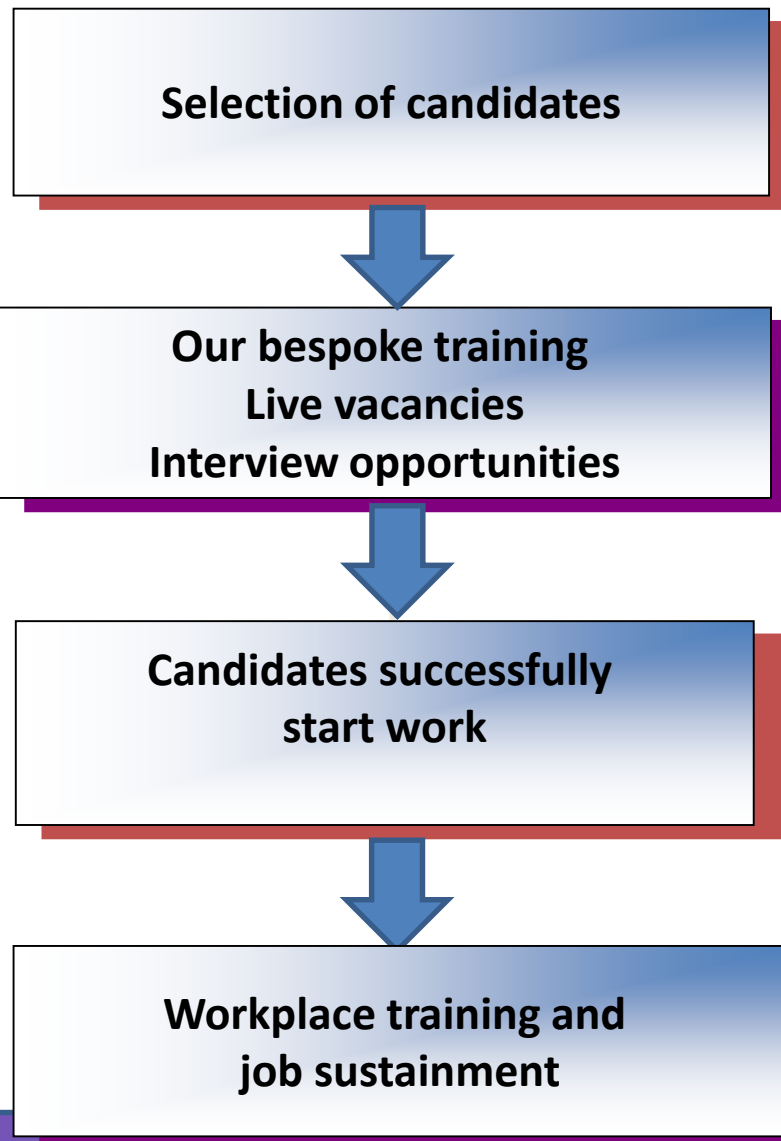 Selection of candidates
Our bespoke training
Live vacancies
Interview opportunities
Candidates successfully
start work
Workplace training and
job sustainment